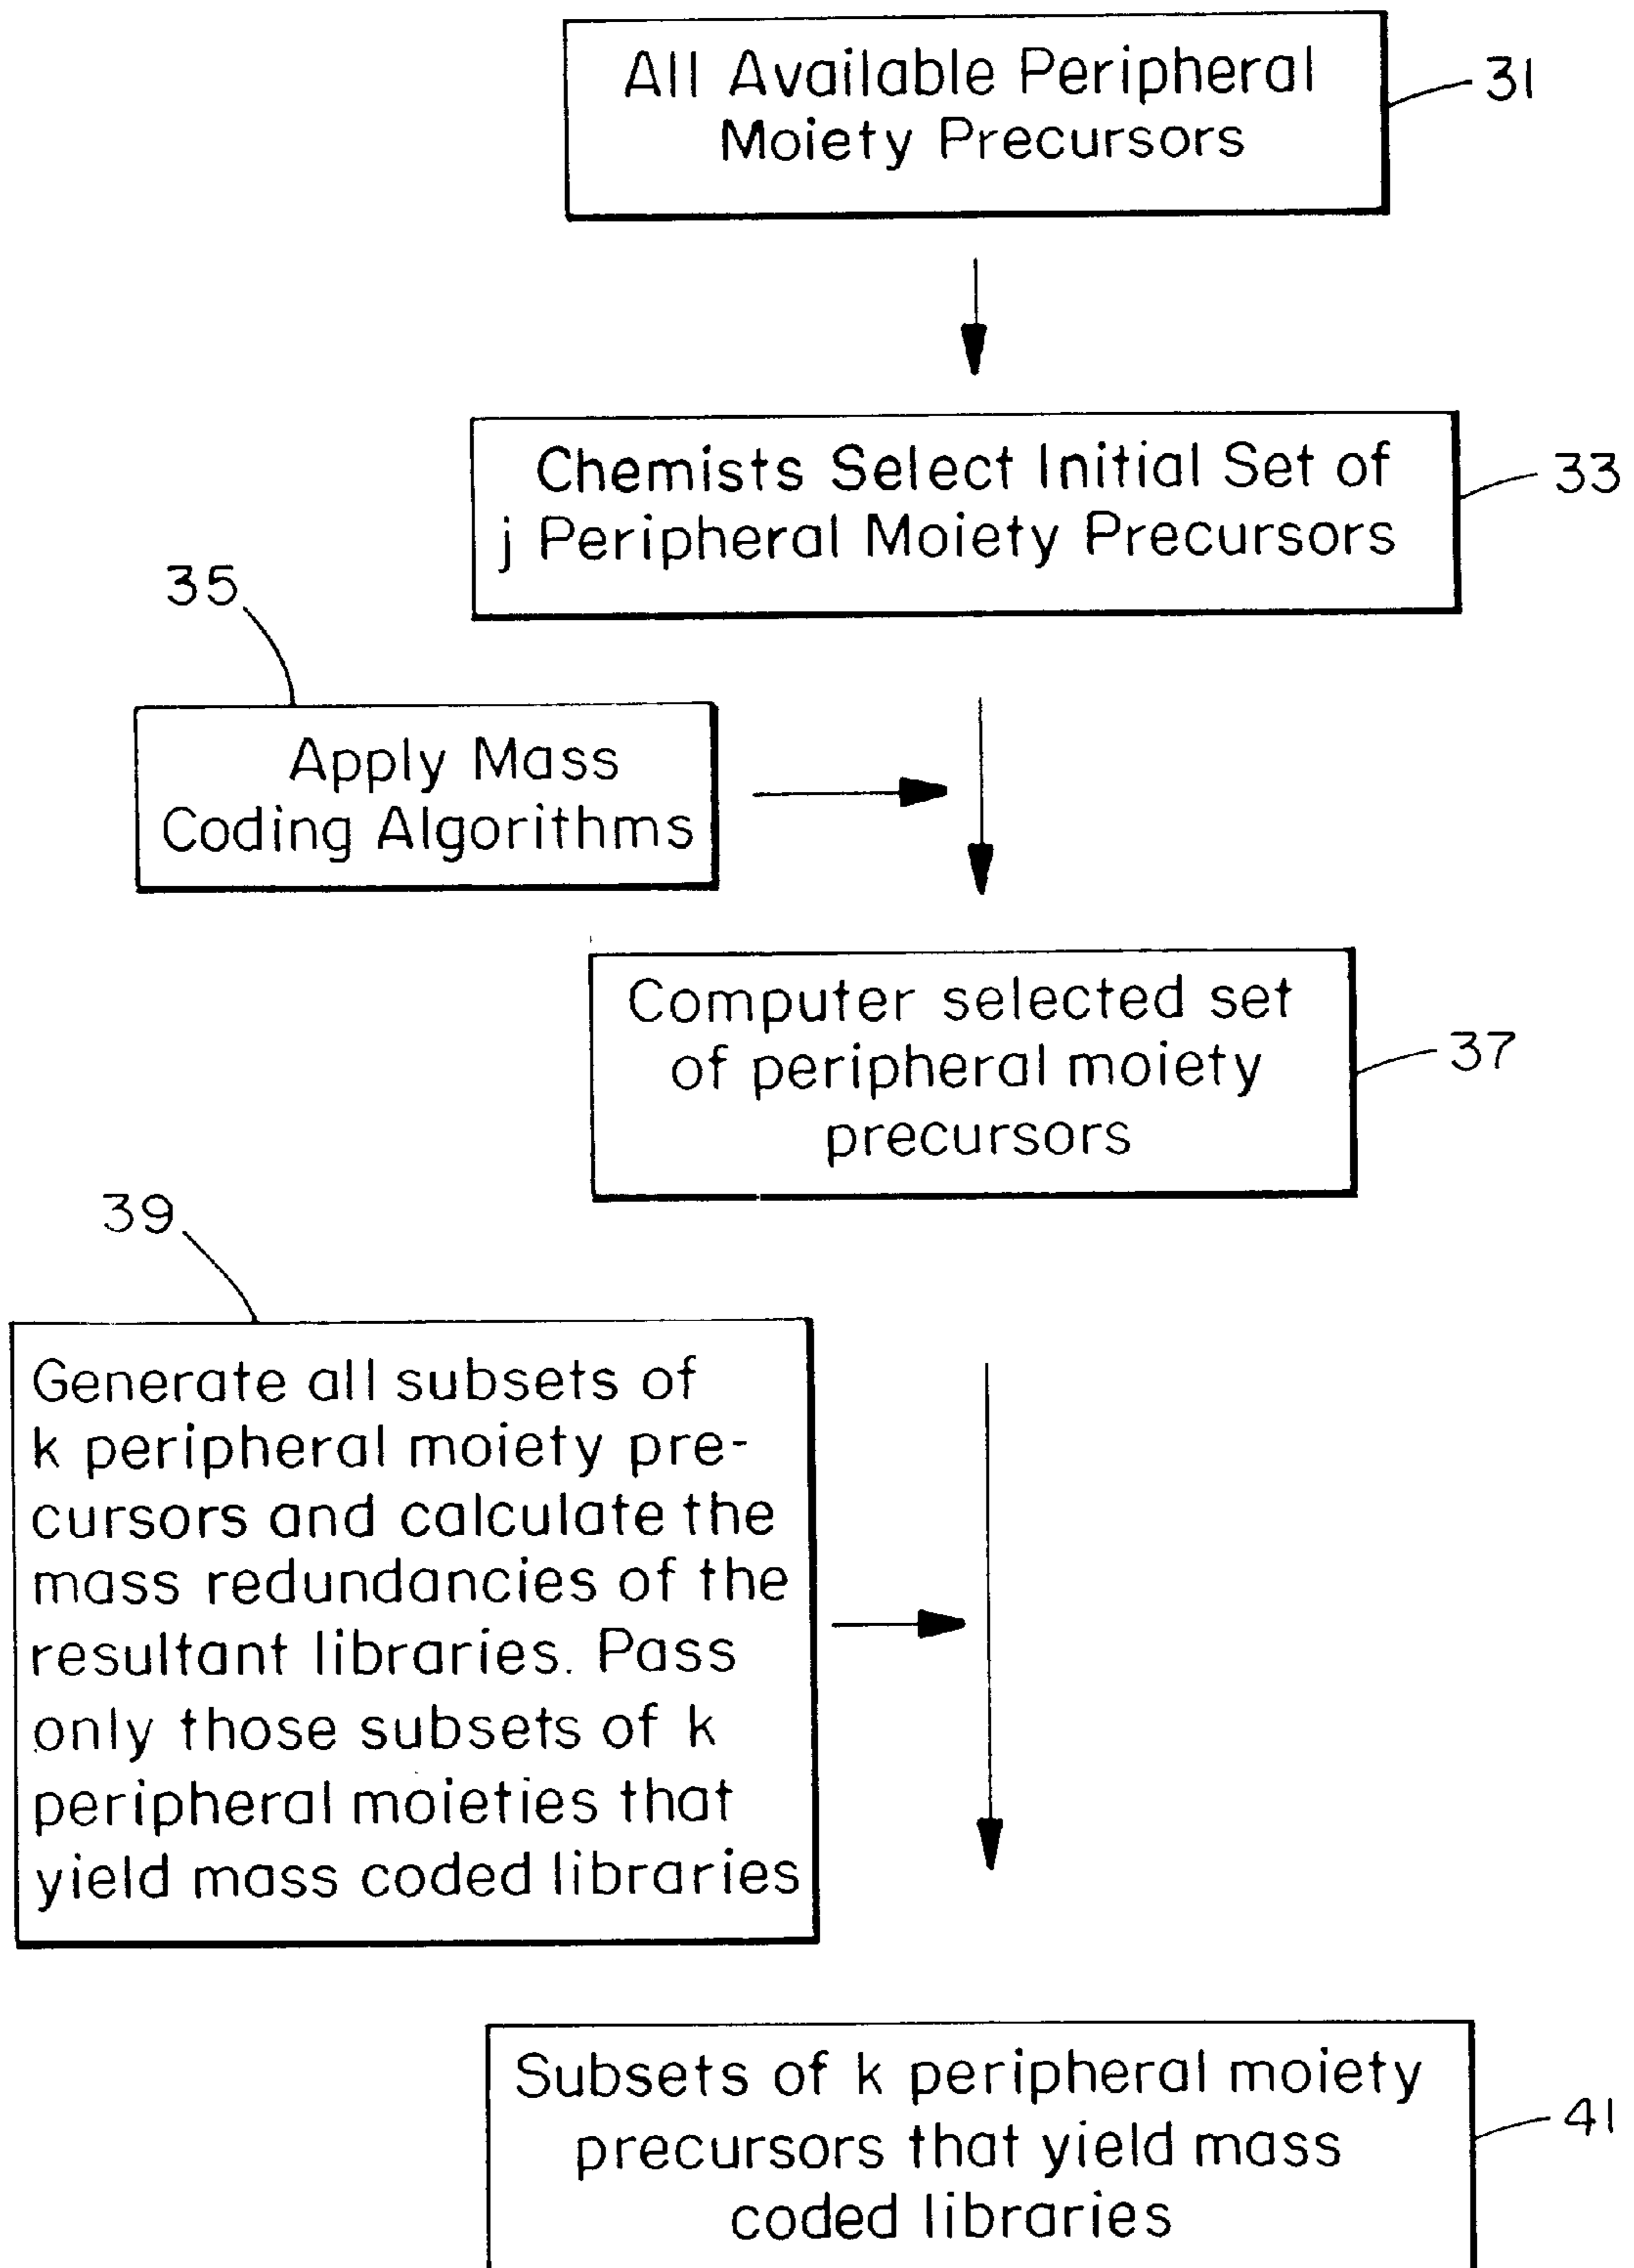 All Available Peripheral
Moiety Precursors
31
Chemists Select Initial Set of
j Peripheral Moiety Precursors
33
35
Apply Mass
Coding Algorithms
Computer selected set
of peripheral moiety
precursors
37
39
Generate all subsets of
k peripheral moiety pre-
cursors and calculate the
mass redundancies of the
resultant libraries. Pass
only those subsets of k
peripheral moieties that
yield mass coded libraries
Subsets of k peripheral moiety
precursors that yield mass
coded libraries
41